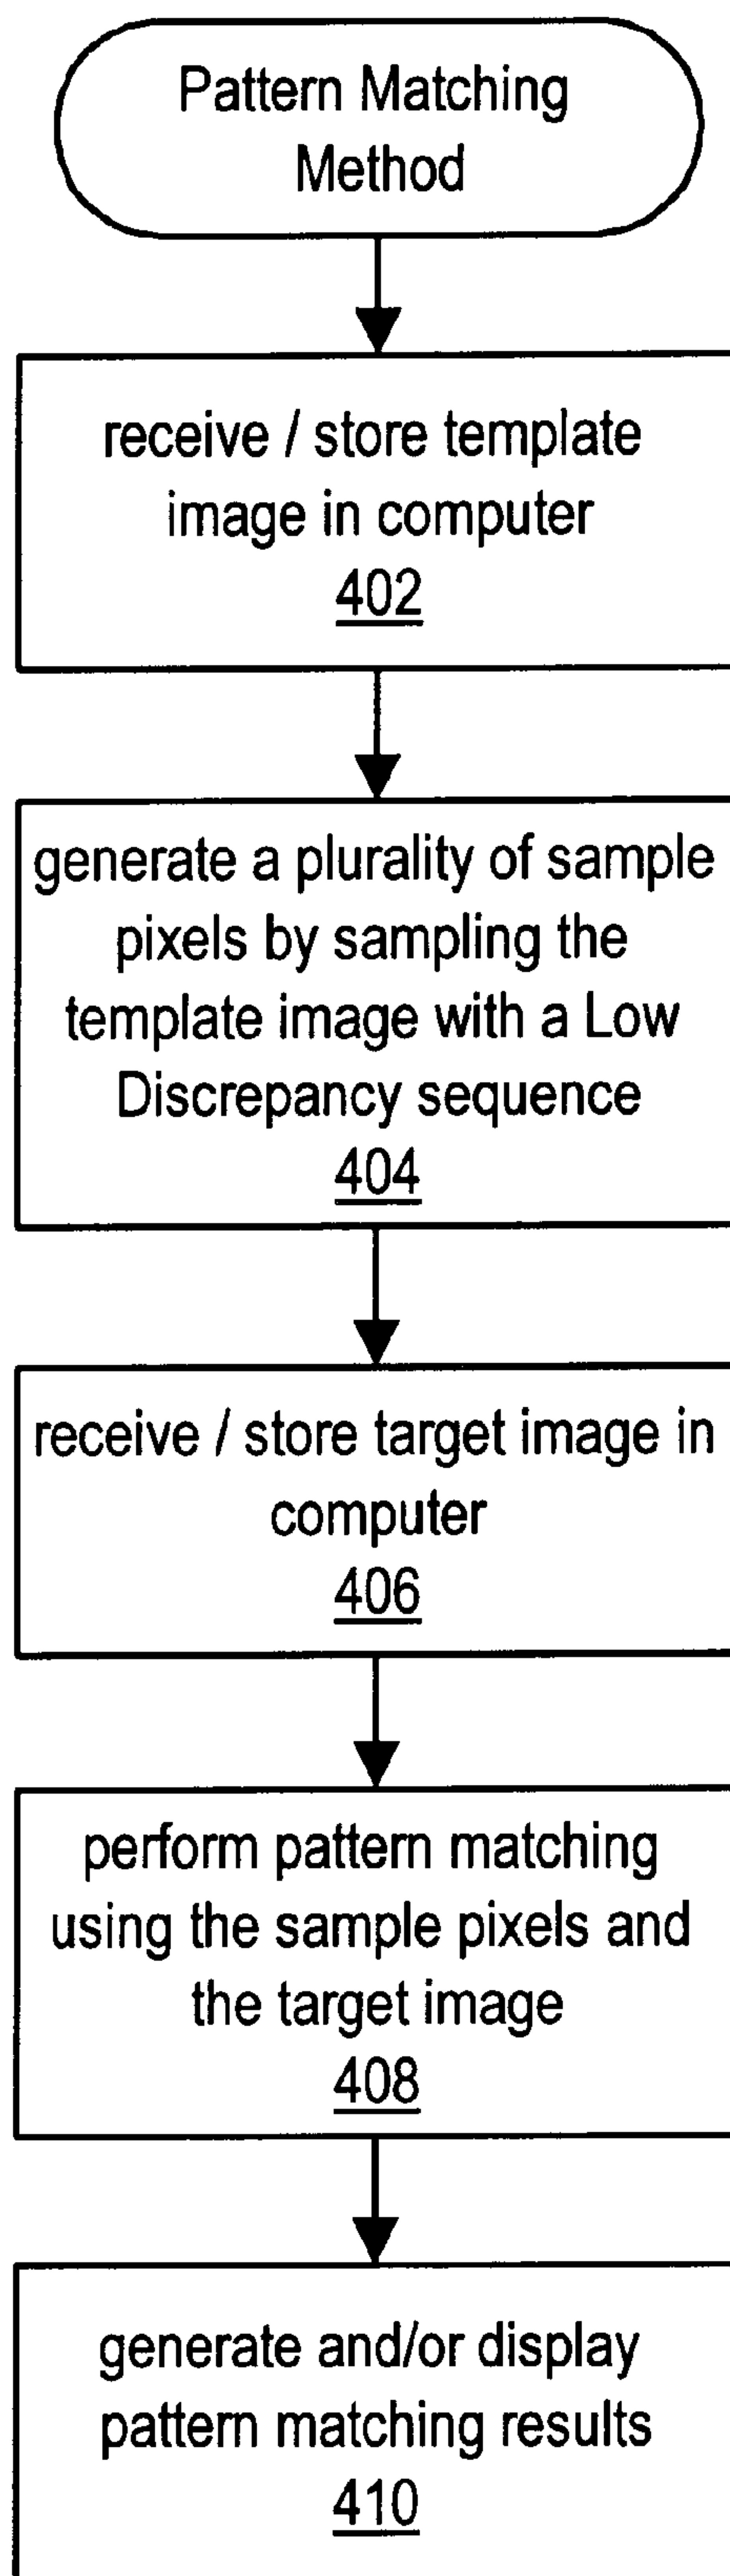 Pattern Matching
Method
receive / store template
image in computer
402
generate a plurality of sample
pixels by sampling the
template image with a Low
Discrepancy sequence
404
receive / store target image in
computer
406
perform pattern matching
using the sample pixels and
the target image
408
generate and/or display
pattern matching results
410